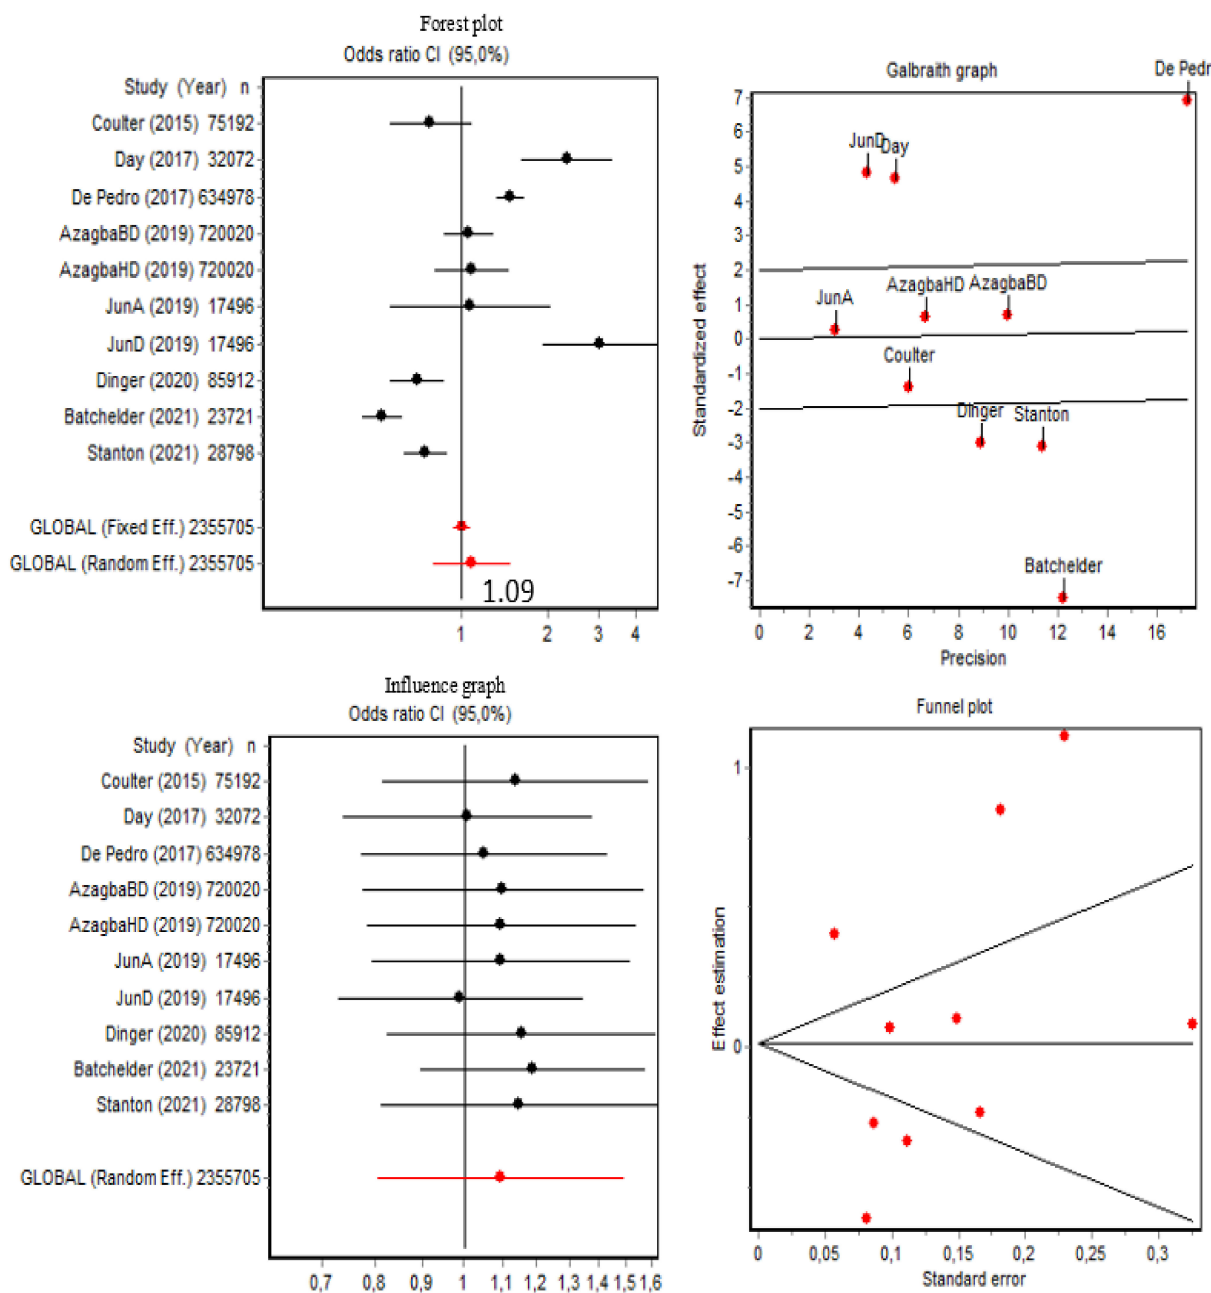 Forest plot
Odds ratio CI (95,0%)
Study (Year) n
Coulter (2015) 75192
Day (2017) 32072
De Pedro (2017) 634978
AzagbaBD (2019) 720020
AzagbaHD (2019) 720020
JunA (2019) 17496
JunD (2019) 17496
Dinger (2020) 85912
Batchelder (2021) 23721
Stanton (2021) 28798
GLOBAL (Fixed Eff.) 2355705
GLOBAL (Random Eff.) 2355705
1.09
1 2 3 4
Galbraith graph
De Pedr
JunD Day
AzagbaHD AzagbaBD
JunA
Coulter
Dinger Stanton
Batchelder
Standardized effect
7
6
5
4
3
2
1
0
-1
-2
-3
-4
-5
-6
-7
0 2 4 6 8 10 12 14 16
Precision
Influence graph
Odds ratio CI (95,0%)
Study (Year) n
Coulter (2015) 75192
Day (2017) 32072
De Pedro (2017) 634978
AzagbaBD (2019) 720020
AzagbaHD (2019) 720020
JunA (2019) 17496
JunD (2019) 17496
Dinger (2020) 85912
Batchelder (2021) 23721
Stanton (2021) 28798
GLOBAL (Random Eff.) 2355705
0,7 0,8 0,9 1 1,1 1,2 1,3 1,4 1,5 1,6
Funnel plot
Effect estimation
1
0
0 0,05 0,1 0,15 0,2 0,25 0,3
Standard error